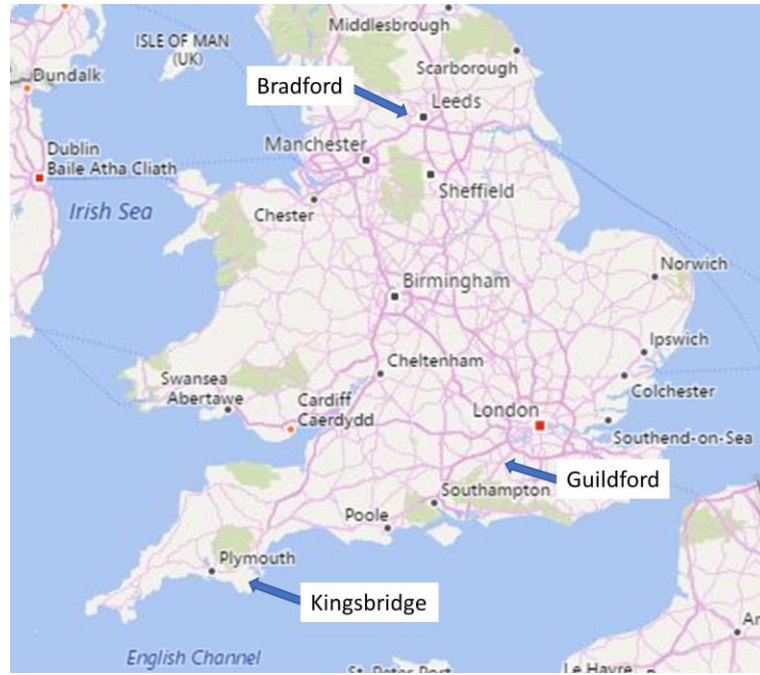 Middlesbrough
ISLE OF MAN
(UK)
Scarborough
Dundalk
Bradford
Leeds
Dublin
Baile Atha Cliath
Manchester
Irish Sea
Sheffield
Chester
Norwich
Birmingham
Ipswich
Cheltenham
Swansea
Abertawe
Colchester
Cardiff
Caerdydd
London
Southend-on-Sea
Guildford
Southampton
Poole
Plymouth
Kingsbridge
English Channel
St. Peter Port
Le Havre